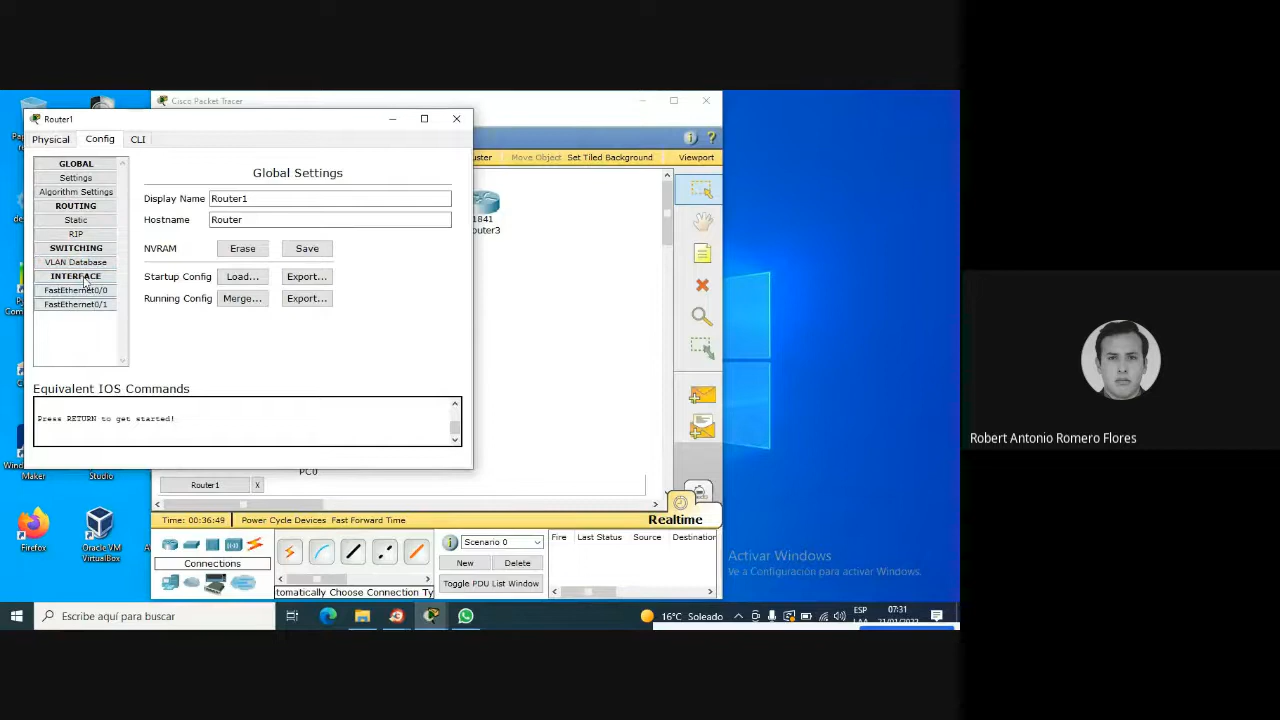 Cisco Packet Tracer
Router1
Physical
Config
CLI
GLOBAL
Settings
Algorithm Settings
ROUTING
Static
RIP
SWITCHING
VLAN Database
INTERFACE
FastEthernet0/0
FastEthernet0/1
Global Settings
Display Name Router1
Hostname Router
NVRAM Erase Save
Startup Config Load... Export...
Running Config Merge... Export...
Equivalent IOS Commands
Press RETURN to get started!
Move Object Set Tiled Background Viewport
1841
PC0
Router1 X
Time: 00:36:49 Power Cycle Devices Fast Forward Time
Realtime
Connections
Scenario 0
New Delete
Toggle PDU List Window
Fire Last Status Source Destination
Studio
Firefox
Oracle VM
VirtualBox
Maker
Activar Windows
Ve a Configuración para activar Windows.
Escribe aquí para buscar
16°C Soleado
ESP
LAA
07:31
Robert Antonio Romero Flores